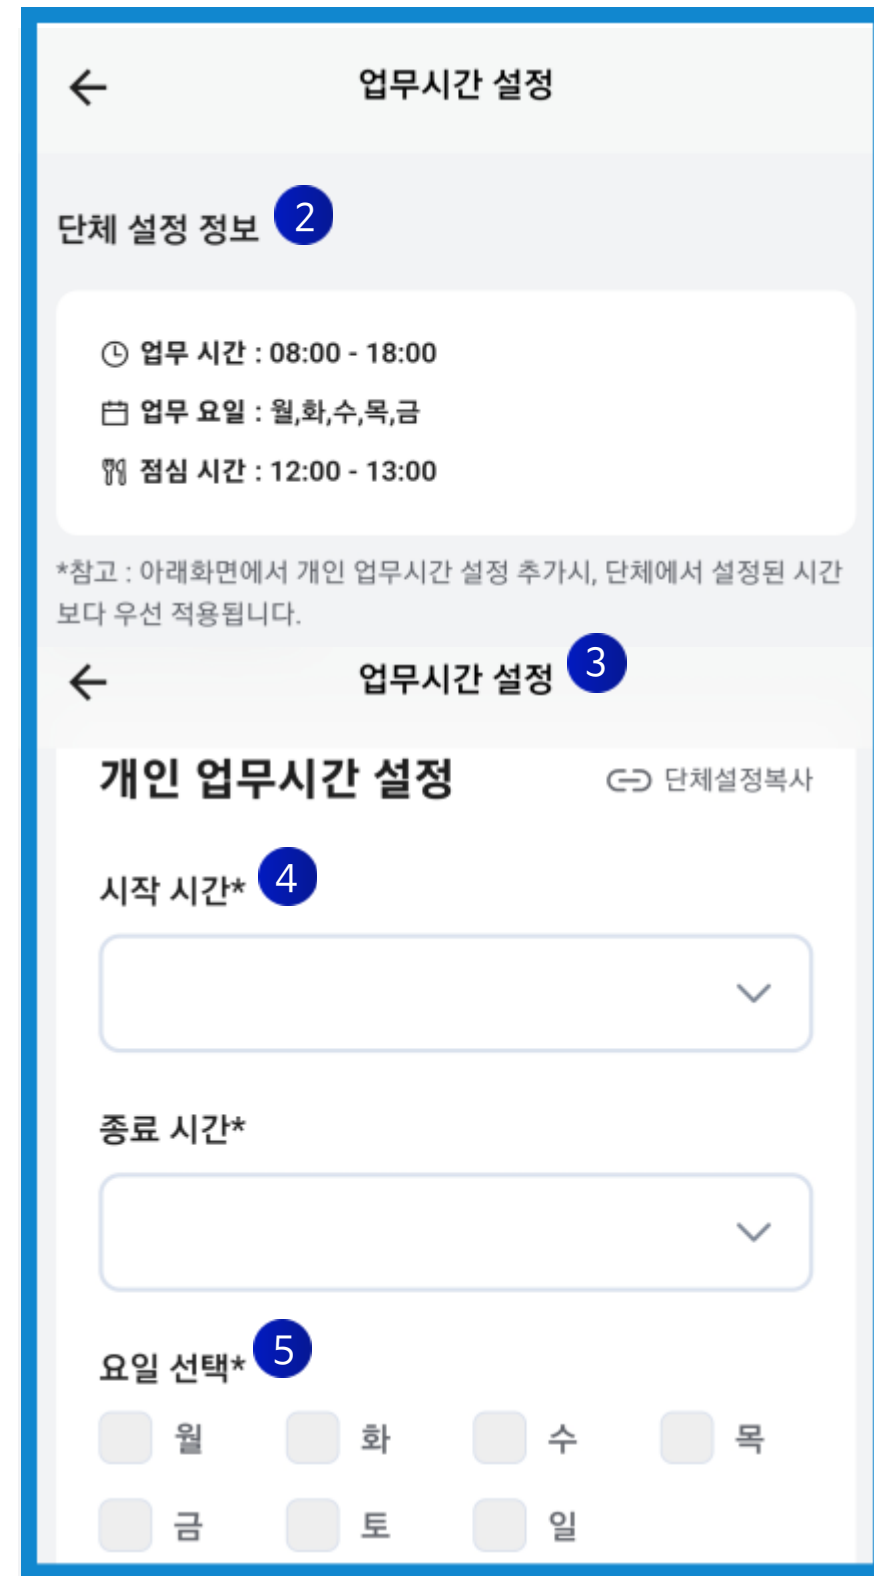 업무시간 설정
단체 설정 정보 2
업무 시간 : 08:00 - 18:00
업무 요일 : 월,화,수,목,금
점심 시간 : 12:00 - 13:00
*참고 : 아래화면에서 개인 업무시간 설정 추가시, 단체에서 설정된 시간
보다 우선 적용됩니다.
업무시간 설정 3
개인 업무시간 설정 단체설정복사
시작 시간* 4
종료 시간*
요일 선택* 5
월 화 수 목
금 토 일